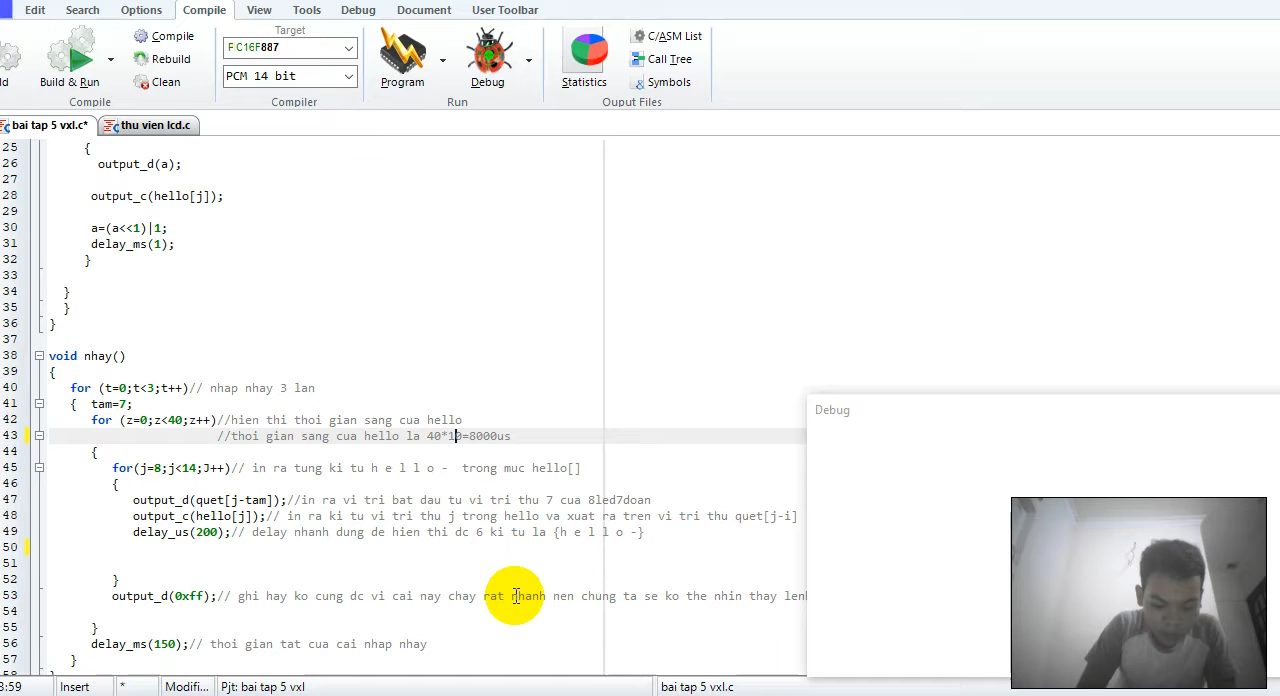 Edit Search Options Compile View Tools Debug Document User Toolbar
Compile
Rebuild
Clean
Build & Run
Compile
Target
PIC16F887
PCM 14 bit
Compiler
Program
Debug
Run
Statistics
C/ASM List
Call Tree
Symbols
Ouput Files
bai tap 5 vxl.c* thu vien lcd.c
25 {
26 output_d(a);
27
28 output_c(hello[j]);
29
30 a=(a<<1)|1;
31 delay_ms(1);
32 }
33
34 }
35 }
36 }
37
38 void nhay()
39 {
40 for (t=0;t<3;t++)// nhap nhay 3 lan
41 { tam=7;
42 for (z=0;z<40;z++)//hien thi thoi gian sang cua hello
43 //thoi gian sang cua hello la 40*10=8000us
44 {
45 for(j=8;j<14;J++)// in ra tung ki tu h e l l o - trong muc hello[]
46 {
47 output_d(quet[j-tam]);//in ra vi tri bat dau tu vi tri thu 7 cua 8led7doan
48 output_c(hello[j]);// in ra ki tu vi tri thu j trong hello va xuat ra tren vi tri thu quet[j-i]
49 delay_us(200);// delay nhanh dung de hien thi dc 6 ki tu la {h e l l o -}
50
51
52 }
53 output_d(0xff);// ghi hay ko cung dc vi cai nay chay rat nhanh nen chung ta se ko the nhin thay lenh
54
55 }
56 delay_ms(150);// thoi gian tat cua cai nhap nhay
57 }
Debug
3:59 Insert * Modifi... Pjt: bai tap 5 vxl bai tap 5 vxl.c